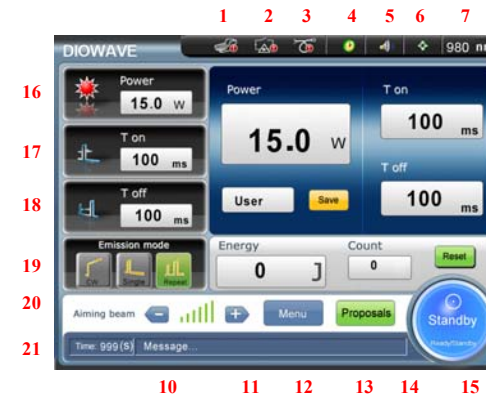 1 2 3 4 5 6 7
DIOWAVE 980
16 Power
15.0 W
17 T on
100 ms
18 T off
100 ms
Power T on
15.0 W 100 ms
T off
User Save 100 ms
Emission mode Energy Count
19 CW Single Repeat 0 J 0 Reset
20 Aiming beam Menu Proposals Standby
Ready/Standby
21 Time: 999(S) Message...
10 11 12 13 14 15